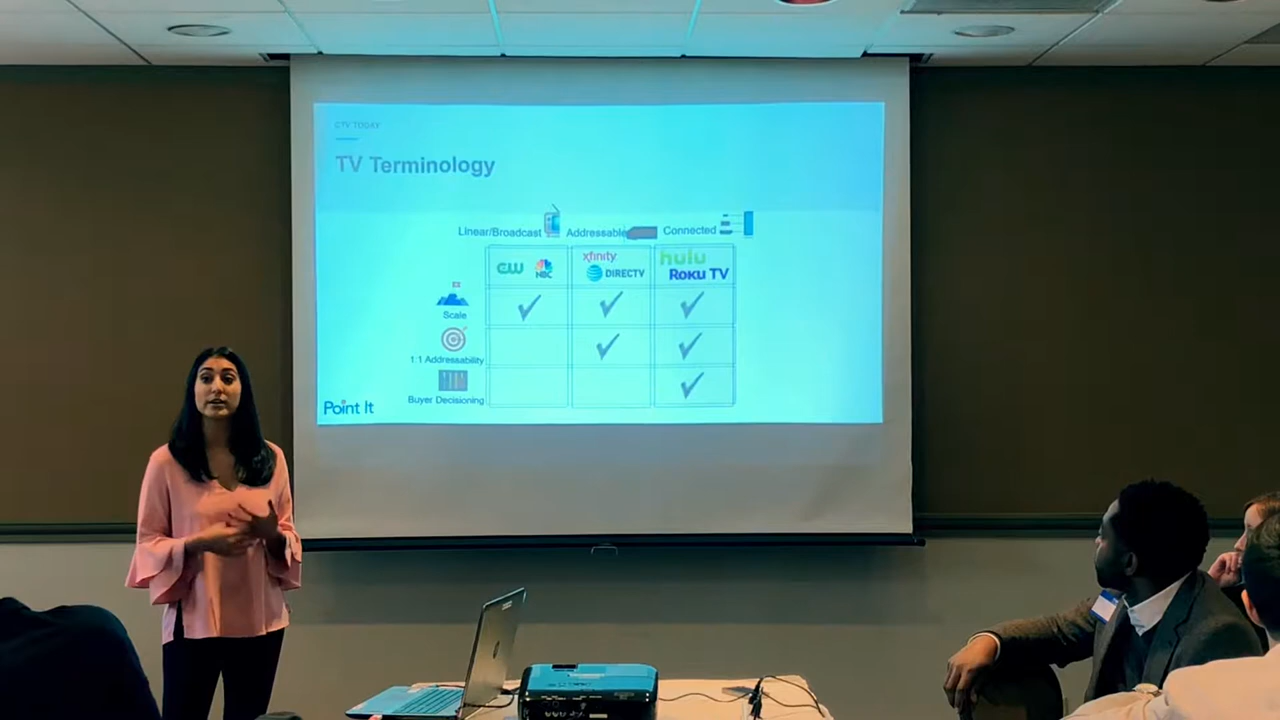 CTV TODAY
TV Terminology
Linear/Broadcast Addressable Connected
CW NBC xfinity DIRECTV hulu Roku TV
Scale
1:1 Addressability
Buyer Decisioning
Point It